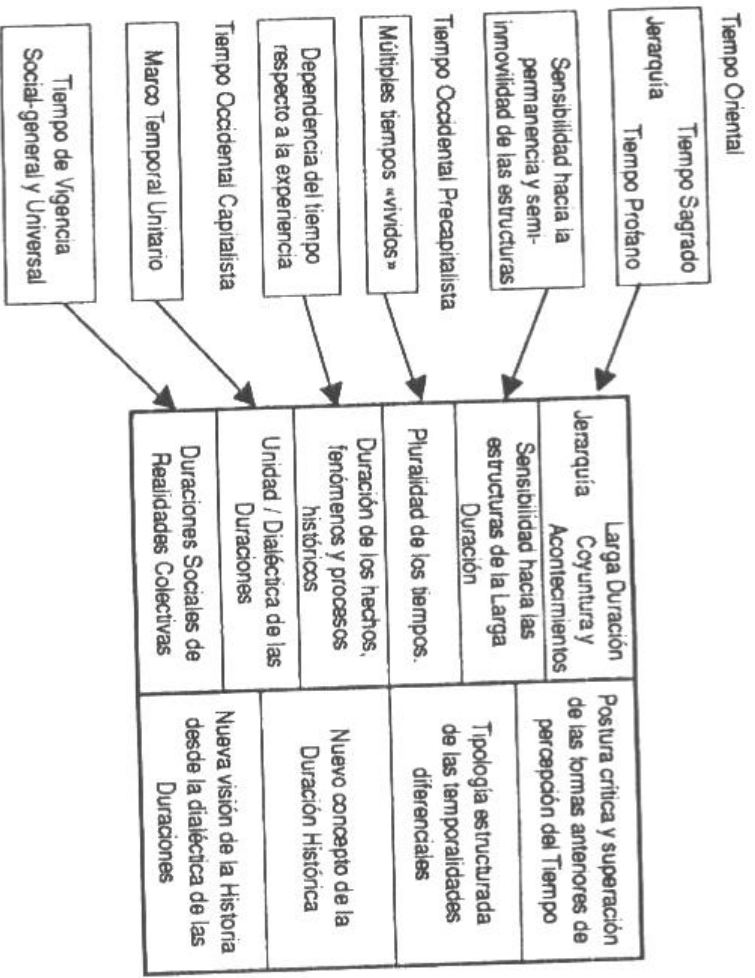 Tiempo Oriental
Tiempo Sagrado
Jerarquía
Tiempo Profano
Sensibilidad hacia la
permanencia y semi-
inmovilidad de las estructuras
Tiempo Occidental Precapitalista
Múltiples tiempos «vividos»
Dependencia del tiempo
respecto a la experiencia
Tiempo Occidental Capitalista
Marco Temporal Unitario
Tiempo de Vigencia
Social-general y Universal
Larga Duración
Jerarquía Coyuntura y
Acontecimientos
Sensibilidad hacia las
estructuras de la Larga
Duración
Pluralidad de los tiempos.
Duración de los hechos,
fenómenos y procesos
históricos
Unidad / Dialéctica de las
Duraciones
Duraciones Sociales de
Realidades Colectivas
Postura crítica y superación
de las formas anteriores de
percepción del Tiempo
Tipología estructurada
de las temporalidades
diferenciales
Nuevo concepto de la
Duración Histórica
Nueva visión de la Historia
desde la dialéctica de las
Duraciones